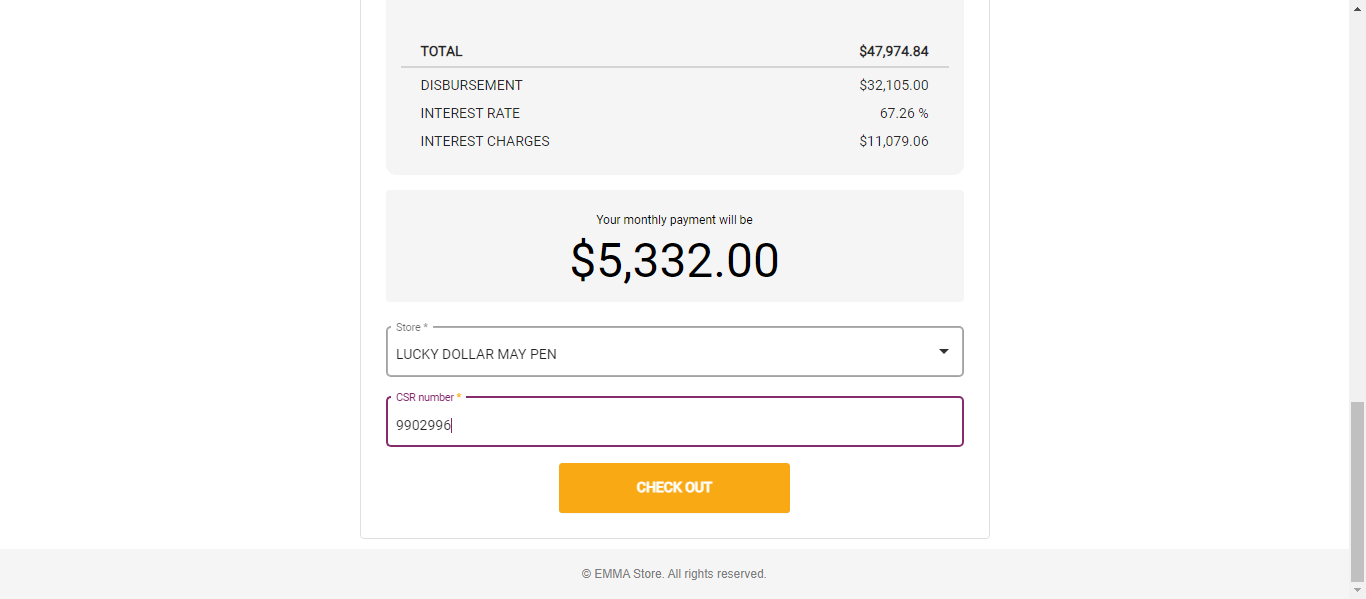 TOTAL $47,974.84
DISBURSEMENT $32,105.00
INTEREST RATE 67.26 %
INTEREST CHARGES $11,079.06
Your monthly payment will be
$5,332.00
Store *
LUCKY DOLLAR MAY PEN
CSR number *
9902996
CHECK OUT
© EMMA Store. All rights reserved.